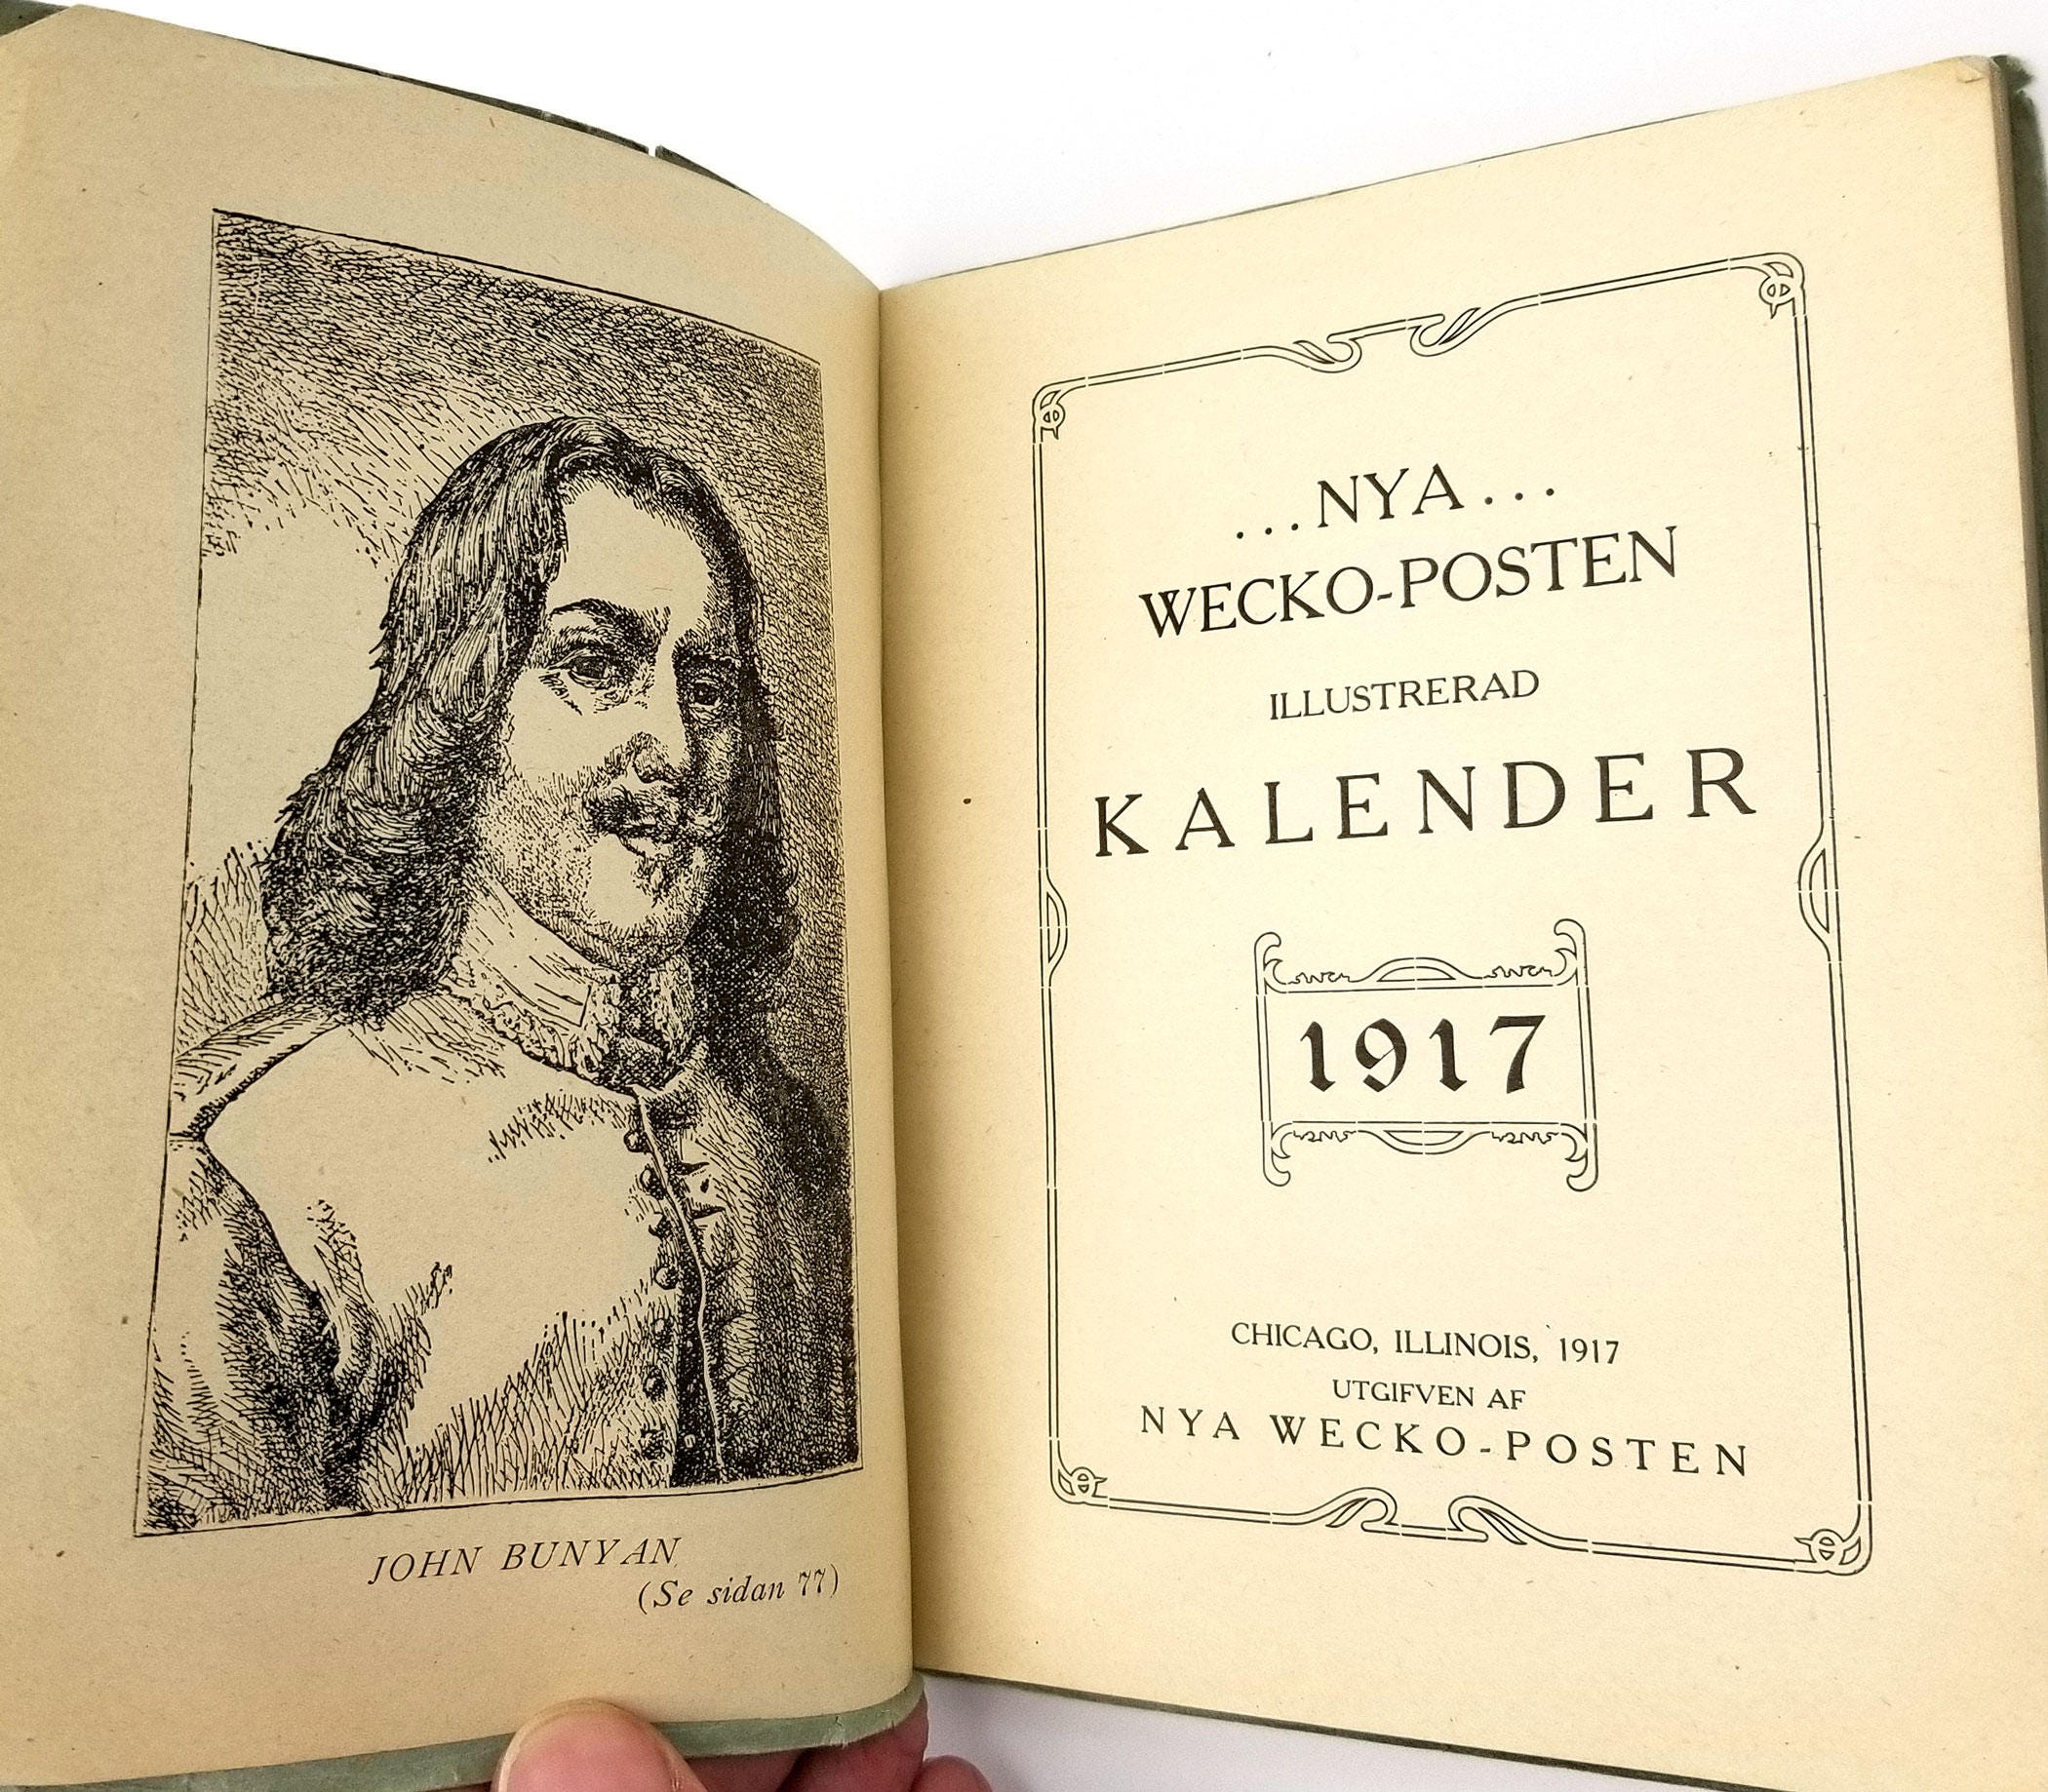 JOHN BUNYAN
(Se sidan 77)
...NYA...
WECKO-POSTEN
ILLUSTRERAD
KALENDER
1917
CHICAGO, ILLINOIS, 1917
UTGIFVEN AF
NYA WECKO-POSTEN